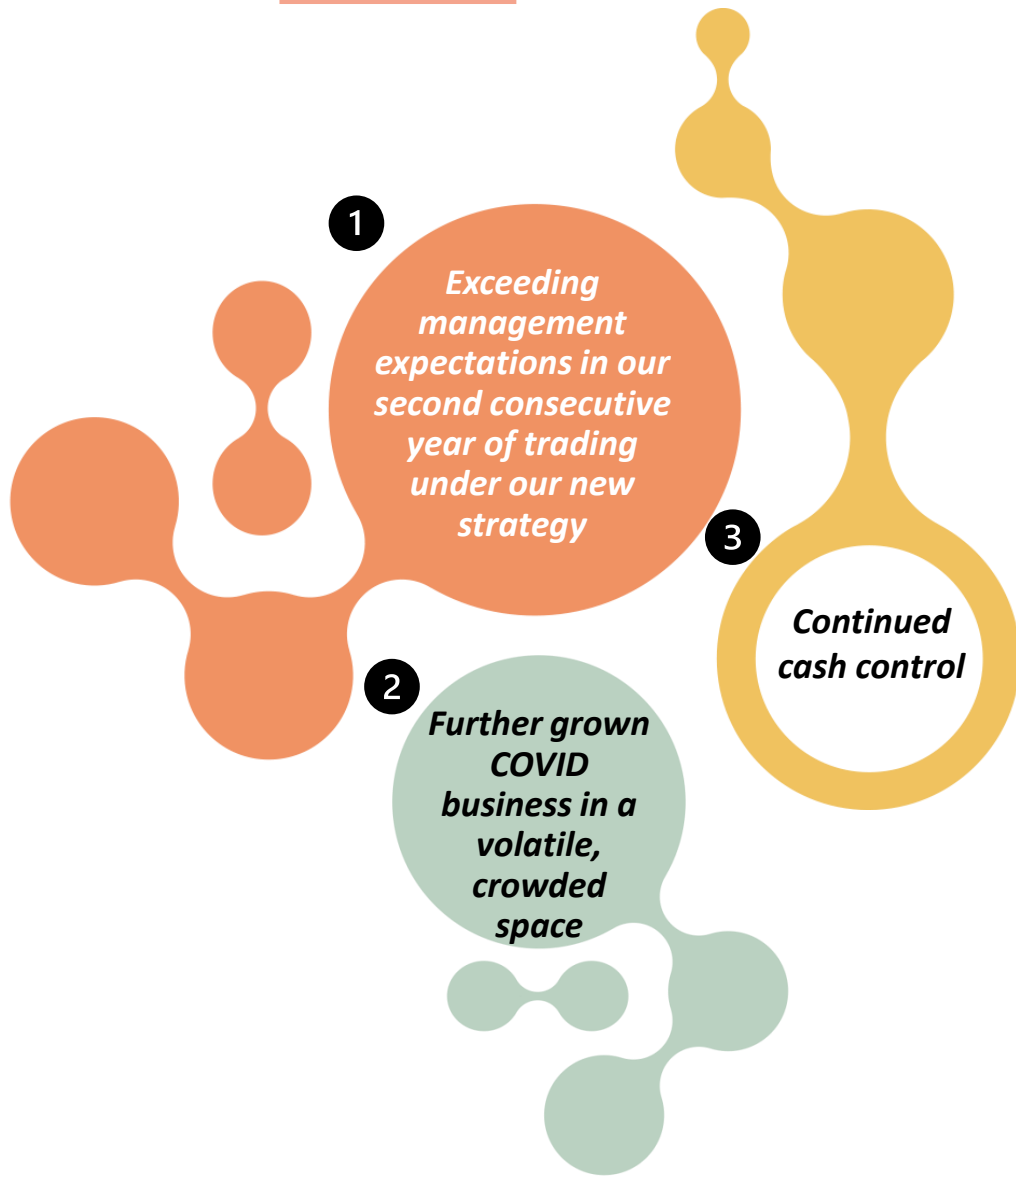 1
Exceeding
management
expectations in our
second consecutive
year of trading
under our new
strategy
2
Further grown
COVID
business in a
volatile,
crowded
space
3
Continued
cash control